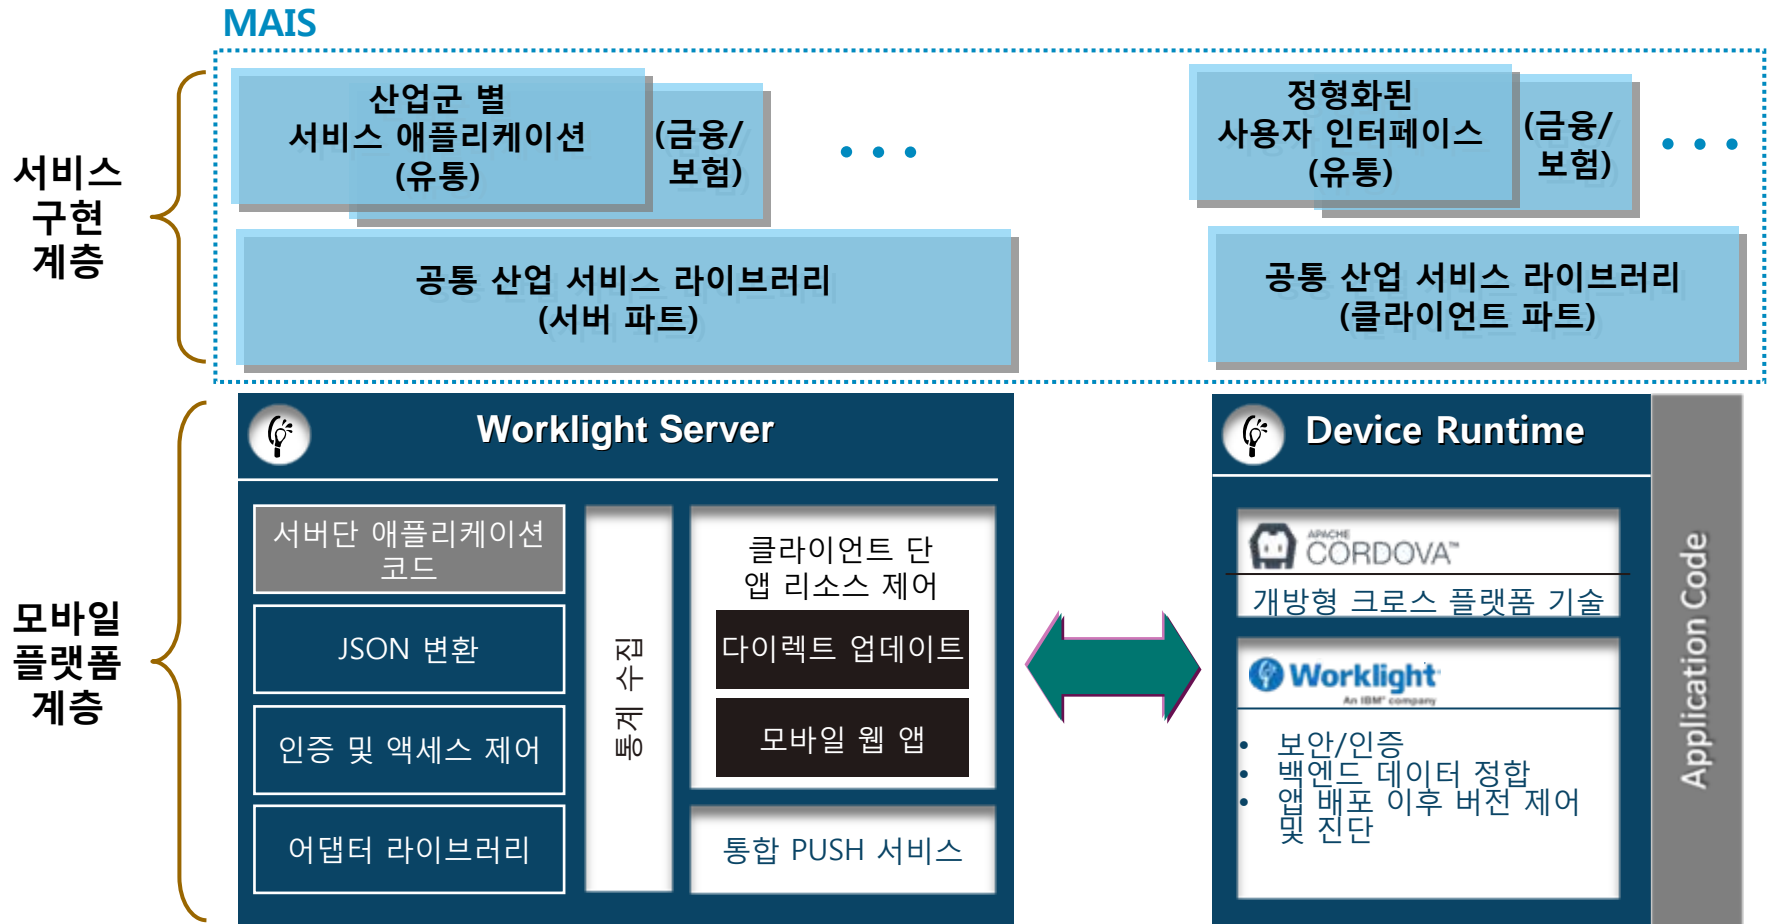 MAIS
서비스
구현
계층
산업군 별
서비스 애플리케이션
(유통)
(금융/
보험)
정형화된
사용자 인터페이스
(유통)
(금융/
보험)
공통 산업 서비스 라이브러리
(서버 파트)
공통 산업 서비스 라이브러리
(클라이언트 파트)
모바일
플랫폼
계층
Worklight Server
서버단 애플리케이션
코드
JSON 변환
인증 및 액세스 제어
어댑터 라이브러리
통계 수집
클라이언트 단
앱 리소스 제어
다이렉트 업데이트
모바일 웹 앱
통합 PUSH 서비스
Device Runtime
APACHE
CORDOVA™
개방형 크로스 플랫폼 기술
Worklight
An IBM® company
• 보안/인증
• 백엔드 데이터 정합
• 앱 배포 이후 버전 제어
및 진단
Application Code